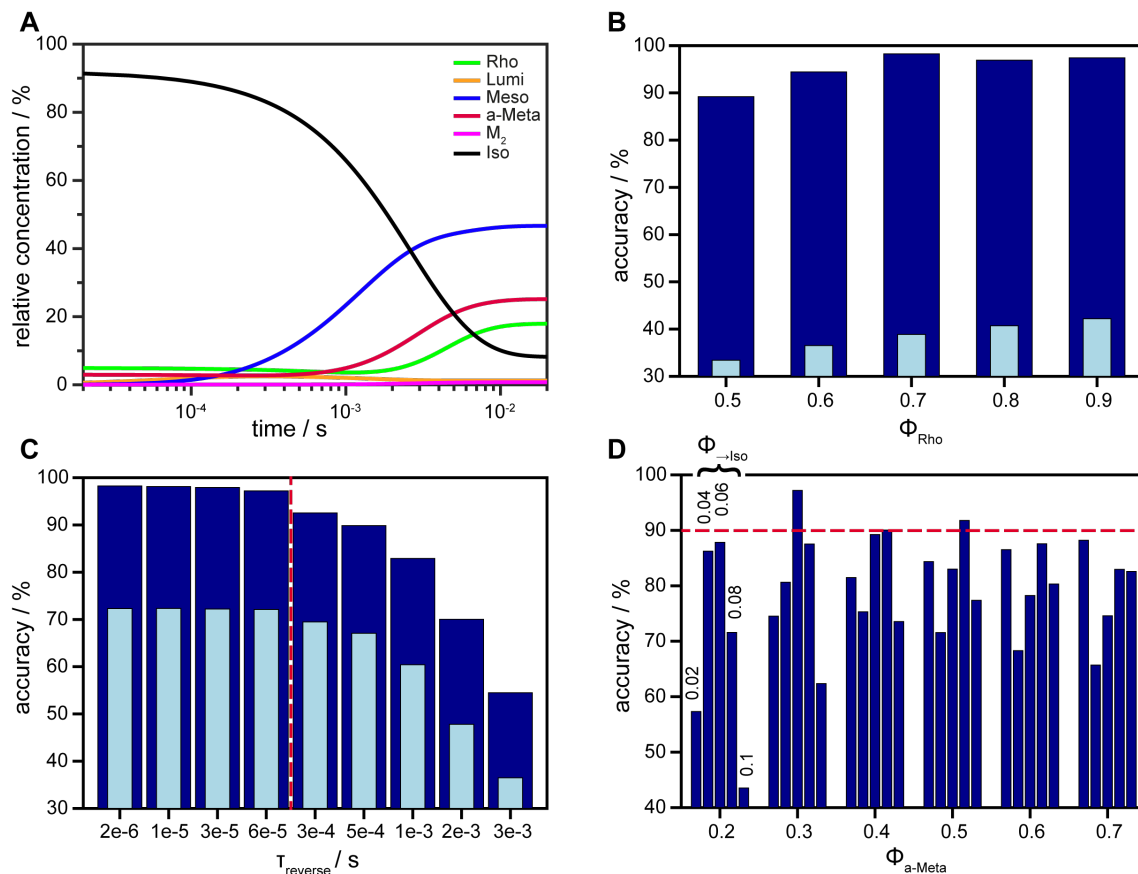 A
relative concentration / %
100
80
60
40
20
0
10⁻⁴
10⁻³
10⁻²
time / s
Rho
Lumi
Meso
a-Meta
M₂
Iso
B
accuracy / %
100
90
80
70
60
50
40
30
0.5 0.6 0.7 0.8 0.9
Φ_Rho
C
accuracy / %
100
90
80
70
60
50
40
30
2e-6 1e-5 3e-5 6e-5 3e-4 5e-4 1e-3 2e-3 3e-3
τ_reverse / s
D
Φ→Iso
accuracy / %
100
90
80
70
60
50
40
0.02
0.04
0.06
0.08
0.1
0.2 0.3 0.4 0.5 0.6 0.7
Φ_a-Meta